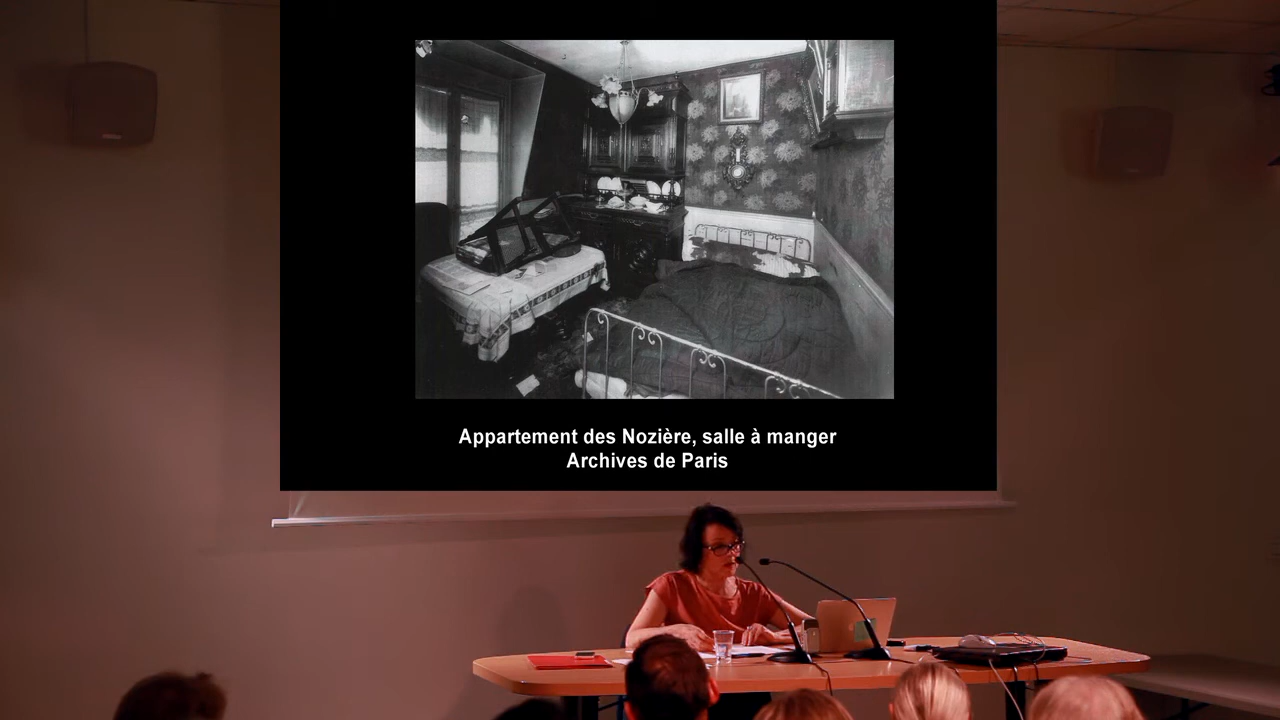 Appartement des Nozière, salle à manger
Archives de Paris